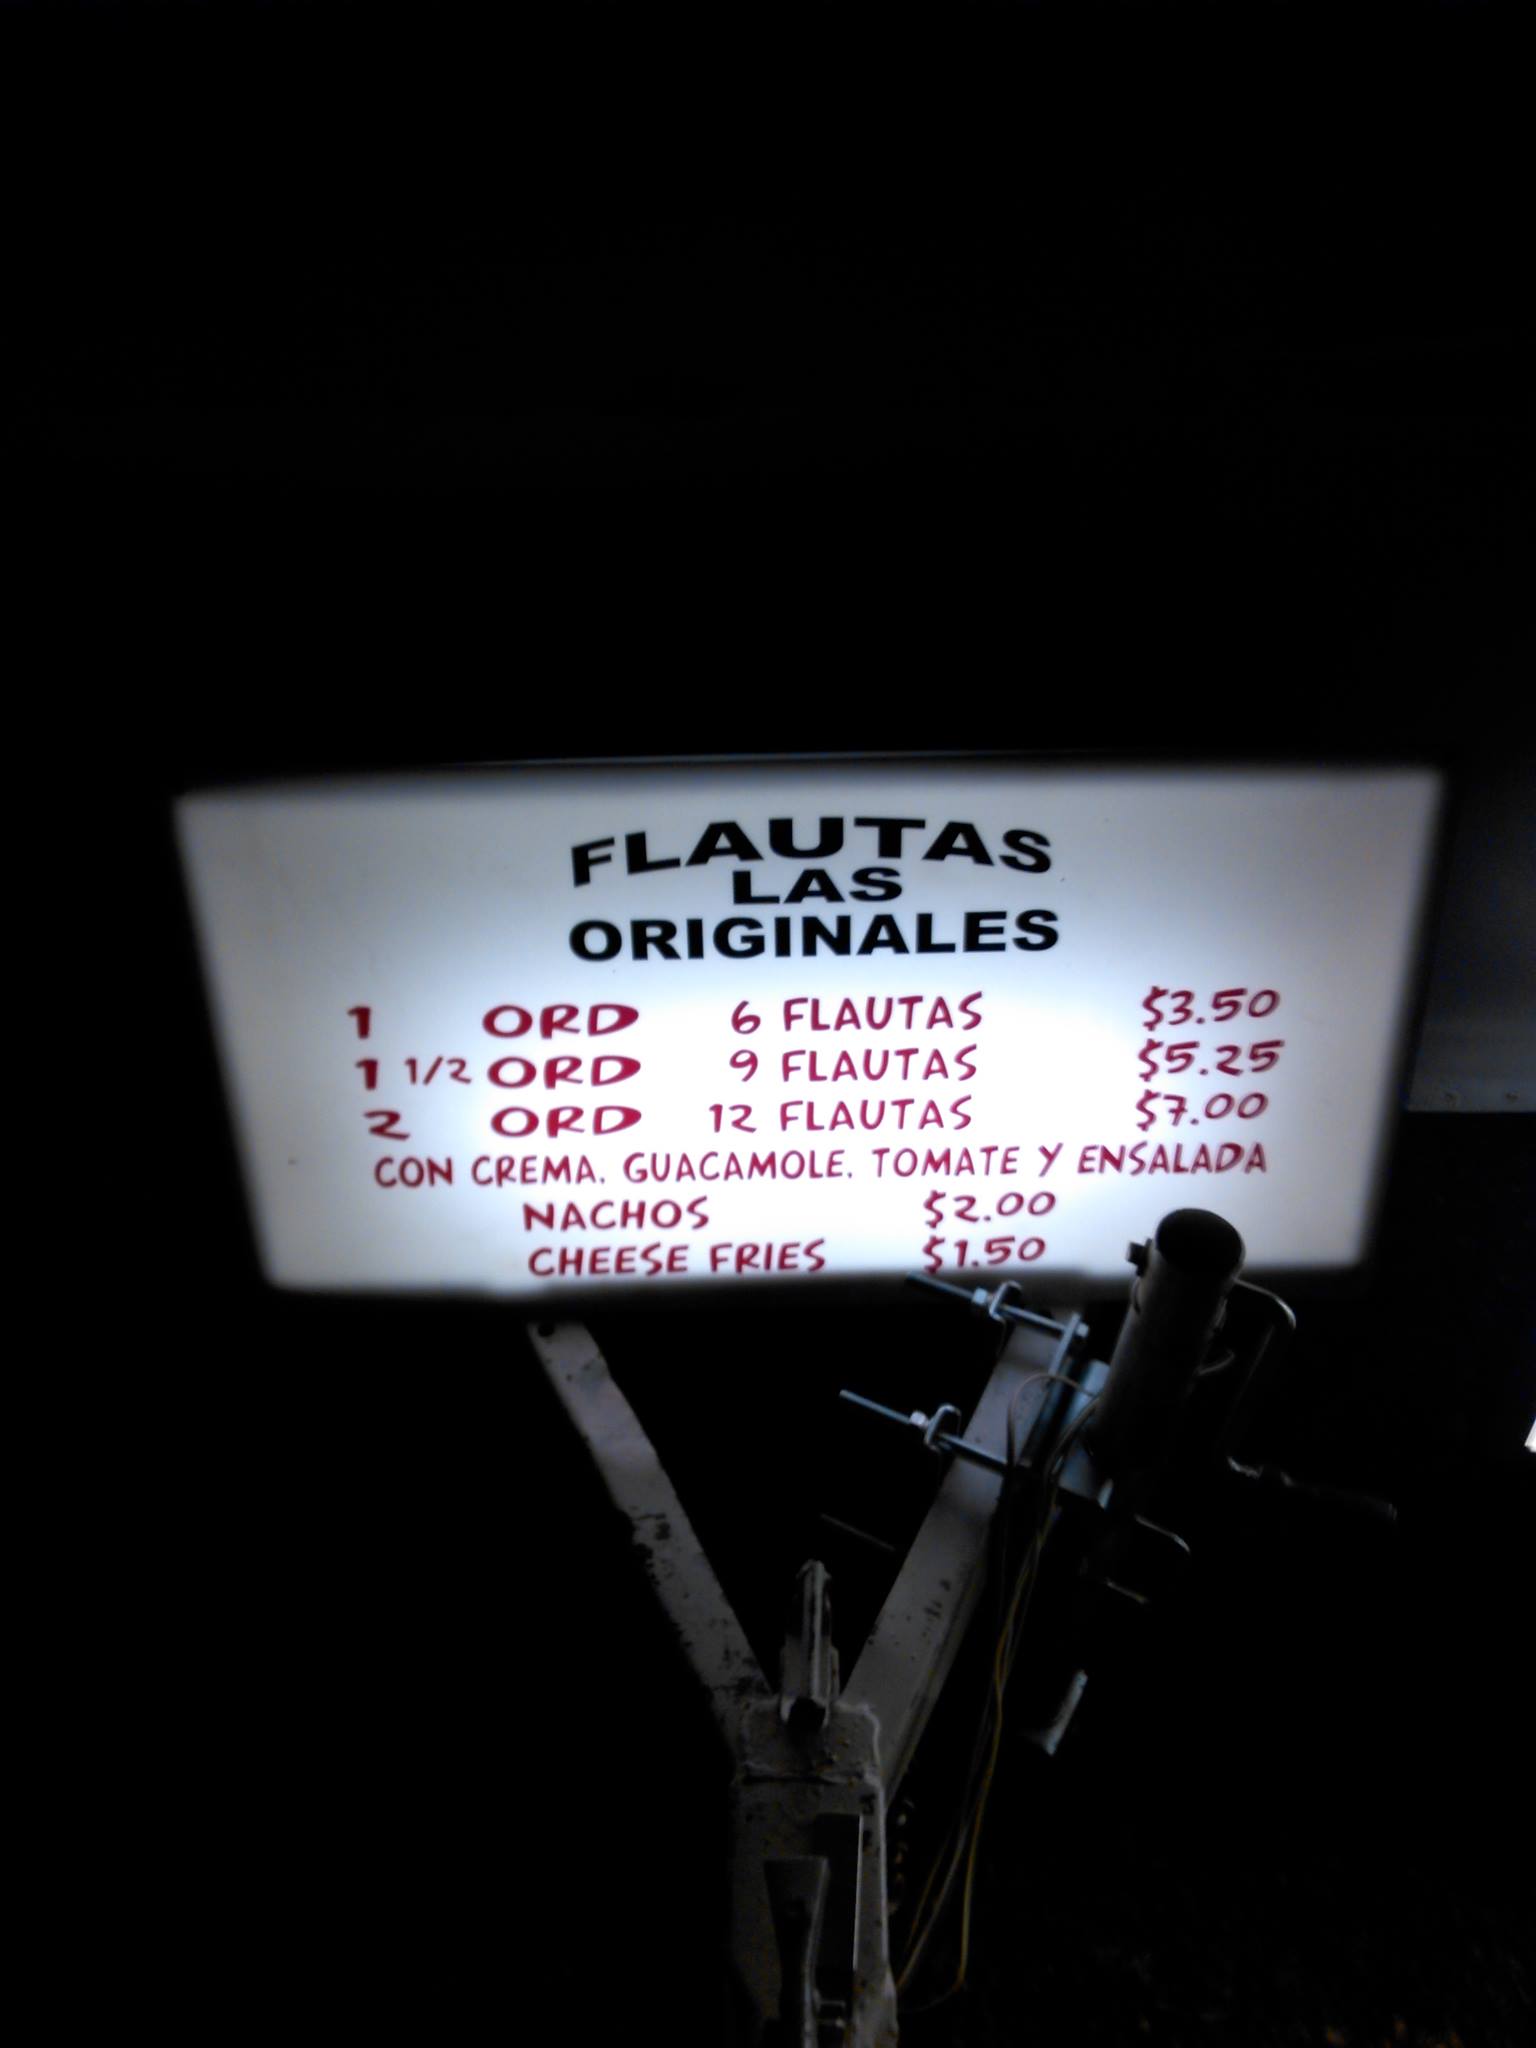 FLAUTAS
LAS
ORIGINALES
1 ORD 6 FLAUTAS $3.50
1 1/2 ORD 9 FLAUTAS $5.25
2 ORD 12 FLAUTAS $7.00
CON CREMA, GUACAMOLE, TOMATE Y ENSALADA
NACHOS $2.00
CHEESE FRIES $1.50